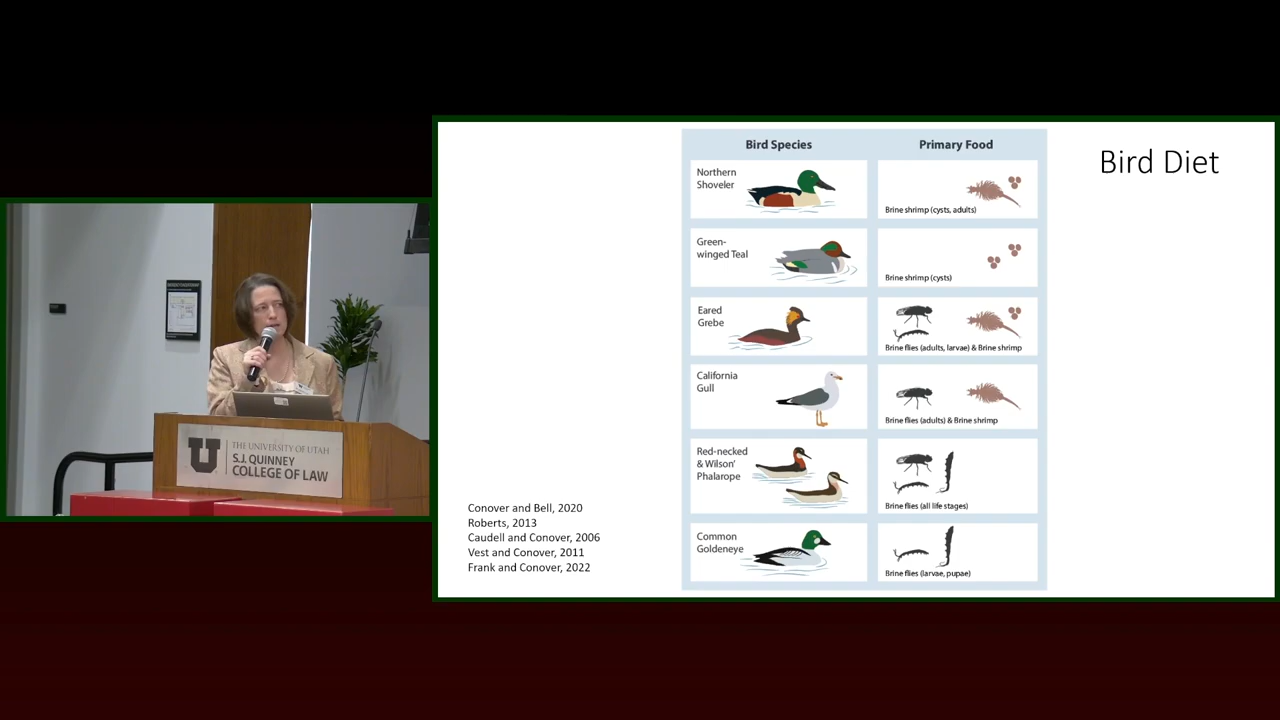 THE UNIVERSITY OF UTAH
S.J. QUINNEY
COLLEGE OF LAW
Bird Diet
Bird Species
Primary Food
Northern
Shoveler
Brine shrimp (cysts, adults)
Green-
winged Teal
Brine shrimp (cysts)
Eared
Grebe
Brine flies (adults, larvae) & Brine shrimp
California
Gull
Brine flies (adults) & Brine shrimp
Red-necked
& Wilson'
Phalarope
Brine flies (all life stages)
Common
Goldeneye
Brine flies (larvae, pupae)
Conover and Bell, 2020
Roberts, 2013
Caudell and Conover, 2006
Vest and Conover, 2011
Frank and Conover, 2022